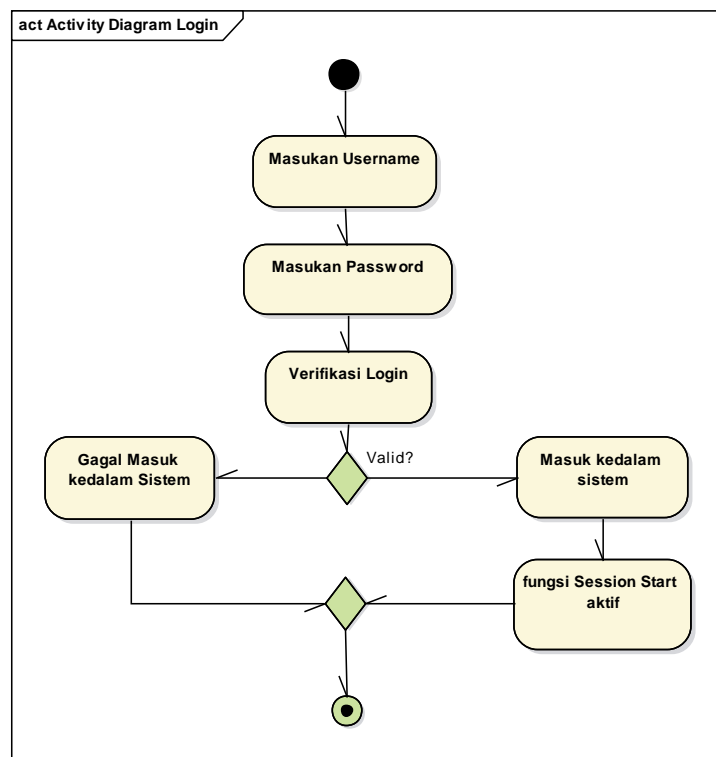 act Activity Diagram Login
Masukan Username
Masukan Password
Verifikasi Login
Valid?
Gagal Masuk
kedalam Sistem
Masuk kedalam
sistem
fungsi Session Start
aktif